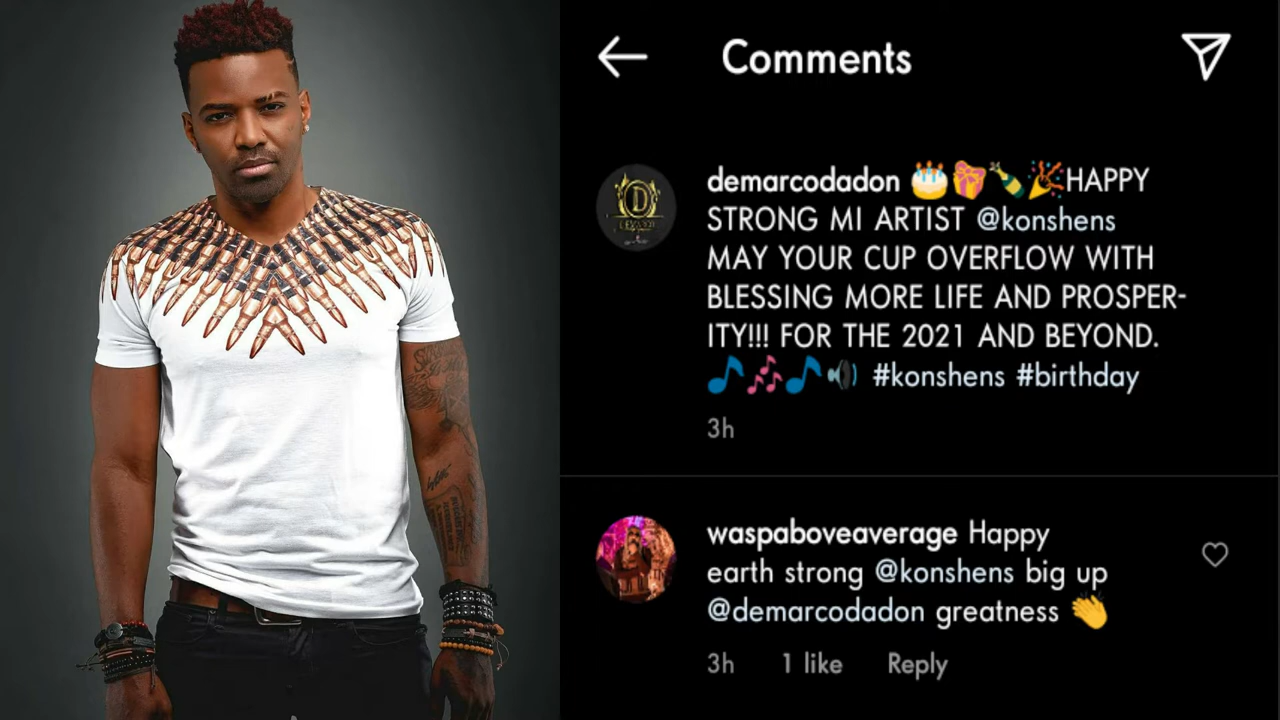 Comments
demarcodadon 🎂🎁🍾🎉HAPPY
STRONG MI ARTIST @konshens
MAY YOUR CUP OVERFLOW WITH
BLESSING MORE LIFE AND PROSPER-
ITY!!! FOR THE 2021 AND BEYOND.
🎵🎶🎵🔊 #konshens #birthday
3h
waspaboveaverage Happy
earth strong @konshens big up
@demarcodadon greatness 👏
3h 1 like Reply